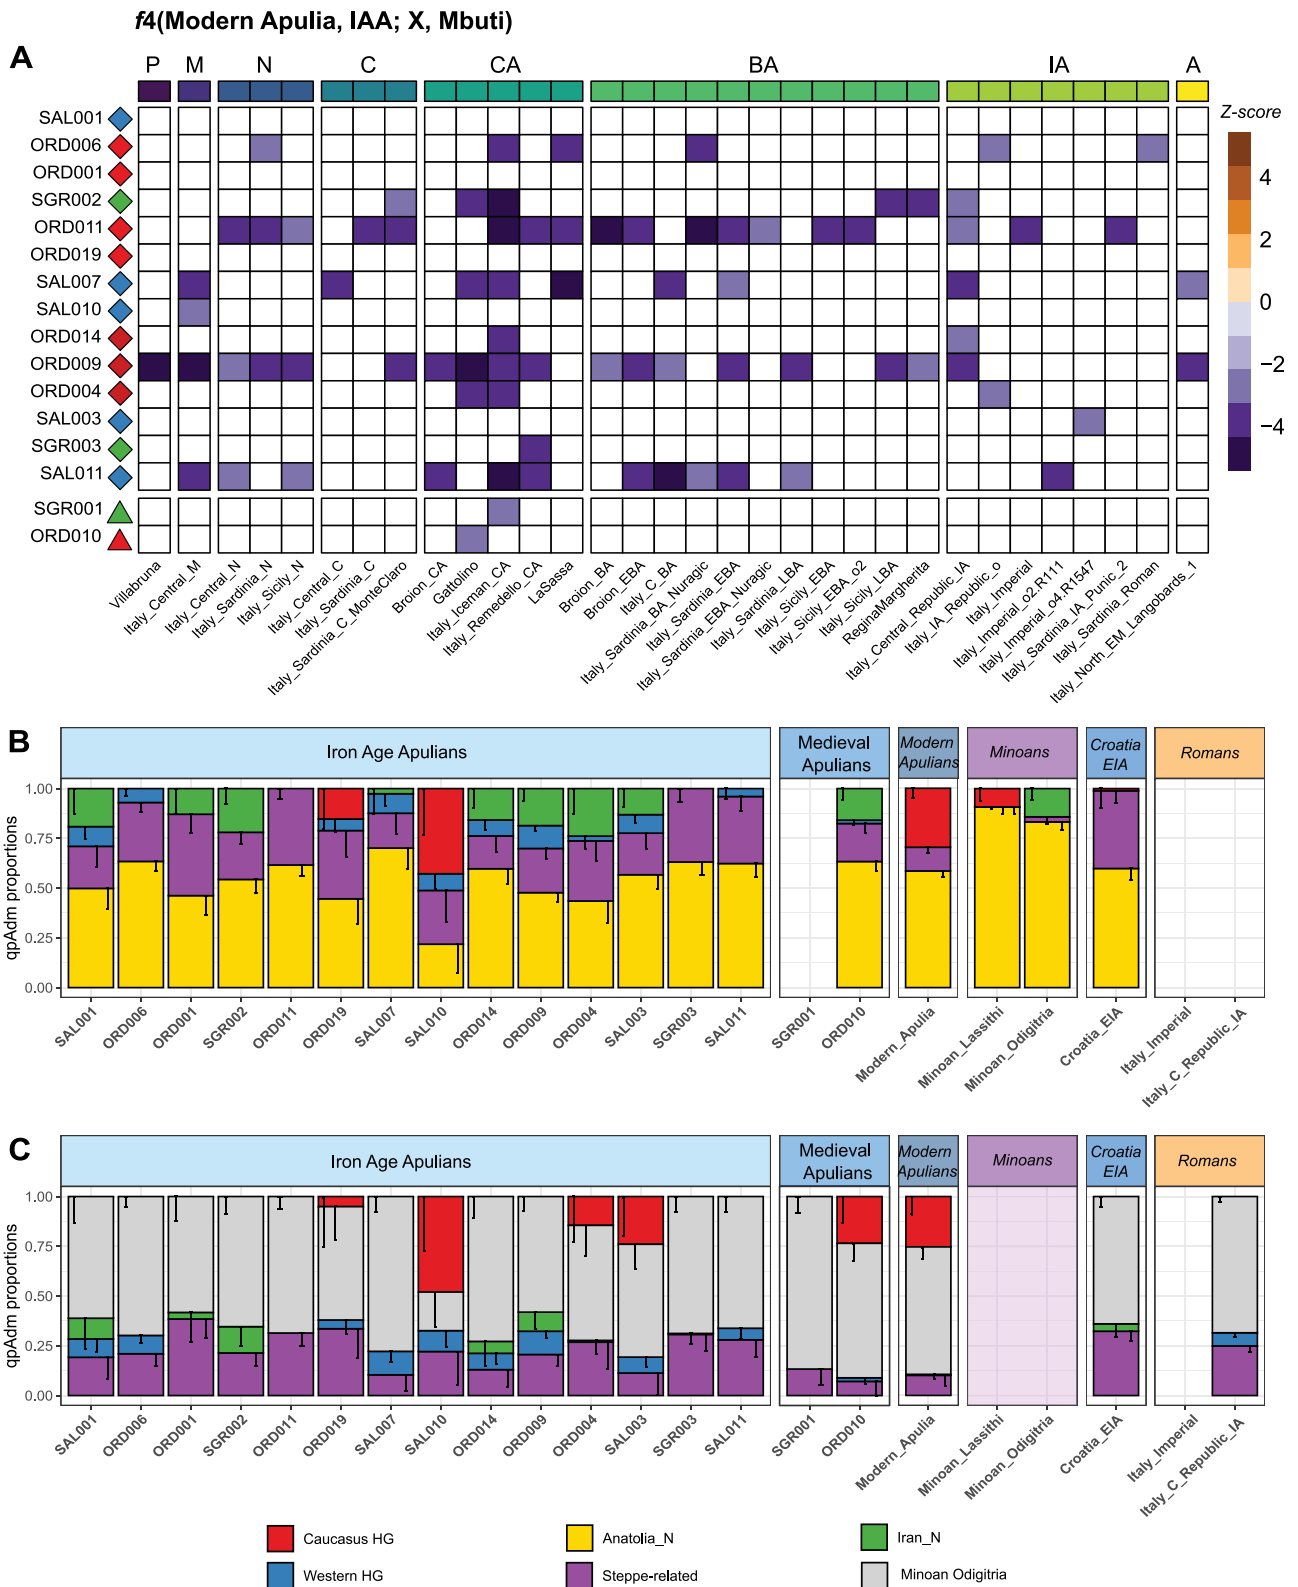 f4(Modern Apulia, IAA; X, Mbuti)
A
P M N C CA BA IA A
Z-score
SAL001
ORD006
ORD001
SGR002
ORD011
ORD019
SAL007
SAL010
ORD014
ORD009
ORD004
SAL003
SGR003
SAL011
SGR001
ORD010
4
2
0
−2
−4
Villabruna
Italy_Central_M
Italy_Central_N
Italy_Sardinia_N
Italy_Sicily_N
Italy_Central_C
Italy_Sardinia_C
Italy_Sardinia_C_MonteClaro
Broion_CA
Gattolino
Italy_Iceman_CA
Italy_Remedello_CA
LaSassa
Broion_BA
Broion_EBA
Italy_C_BA
Italy_Sardinia_BA_Nuragic
Italy_Sardinia_EBA
Italy_Sardinia_EBA_Nuragic
Italy_Sardinia_LBA
Italy_Sicily_EBA
Italy_Sicily_EBA_o2
Italy_Sicily_LBA
ReginaMargherita
Italy_Central_Republic_IA
Italy_IA_Republic_o
Italy_Imperial
Italy_Imperial_o2.R111
Italy_Imperial_o4.R1547
Italy_Sardinia_IA_Punic_2
Italy_Sardinia_Roman
Italy_North_EM_Langobards_1
B
Iron Age Apulians
Medieval
Apulians
Modern
Apulians
Minoans
Croatia
EIA
Romans
qpAdm proportions
1.00
0.75
0.50
0.25
0.00
SAL001
ORD006
ORD001
SGR002
ORD011
ORD019
SAL007
SAL010
ORD014
ORD009
ORD004
SAL003
SGR003
SAL011
SGR001
ORD010
Modern_Apulia
Minoan_Lassithi
Minoan_Odigitria
Croatia_EIA
Italy_Imperial
Italy_C_Republic_IA
C
Iron Age Apulians
Medieval
Apulians
Modern
Apulians
Minoans
Croatia
EIA
Romans
qpAdm proportions
1.00
0.75
0.50
0.25
0.00
SAL001
ORD006
ORD001
SGR002
ORD011
ORD019
SAL007
SAL010
ORD014
ORD009
ORD004
SAL003
SGR003
SAL011
SGR001
ORD010
Modern_Apulia
Minoan_Lassithi
Minoan_Odigitria
Croatia_EIA
Italy_Imperial
Italy_C_Republic_IA
Caucasus HG
Anatolia_N
Iran_N
Western HG
Steppe-related
Minoan Odigitria